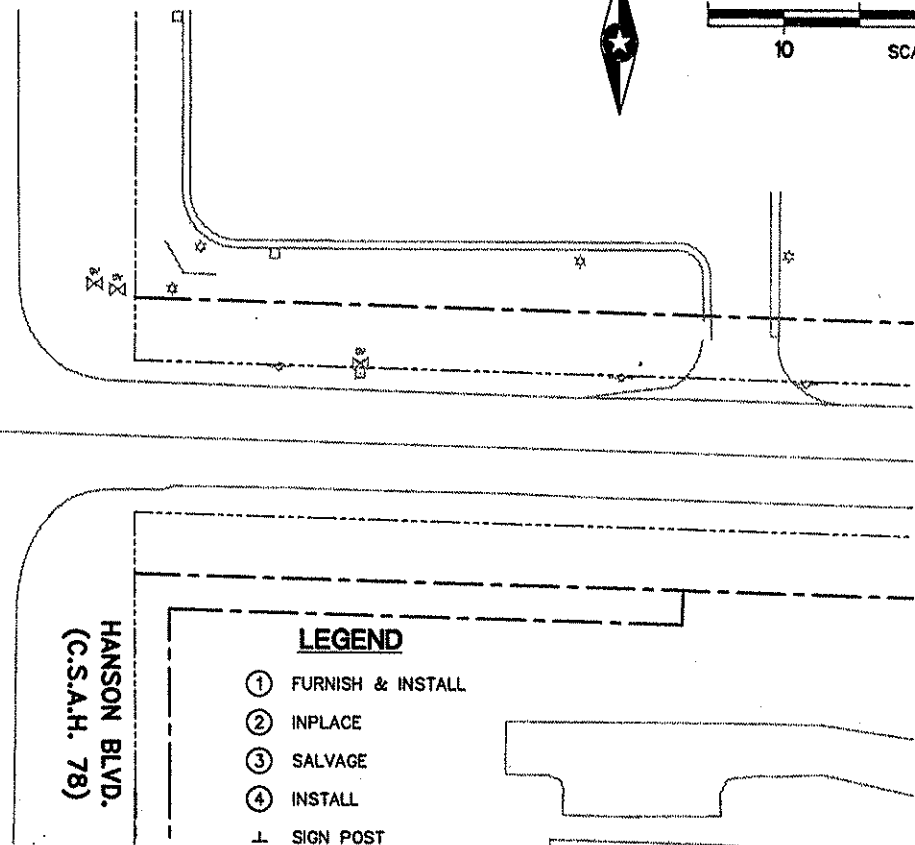 10
SCA
HANSON BLVD.
(C.S.A.H. 78)
LEGEND
1 FURNISH & INSTALL
2 INPLACE
3 SALVAGE
4 INSTALL
SIGN POST